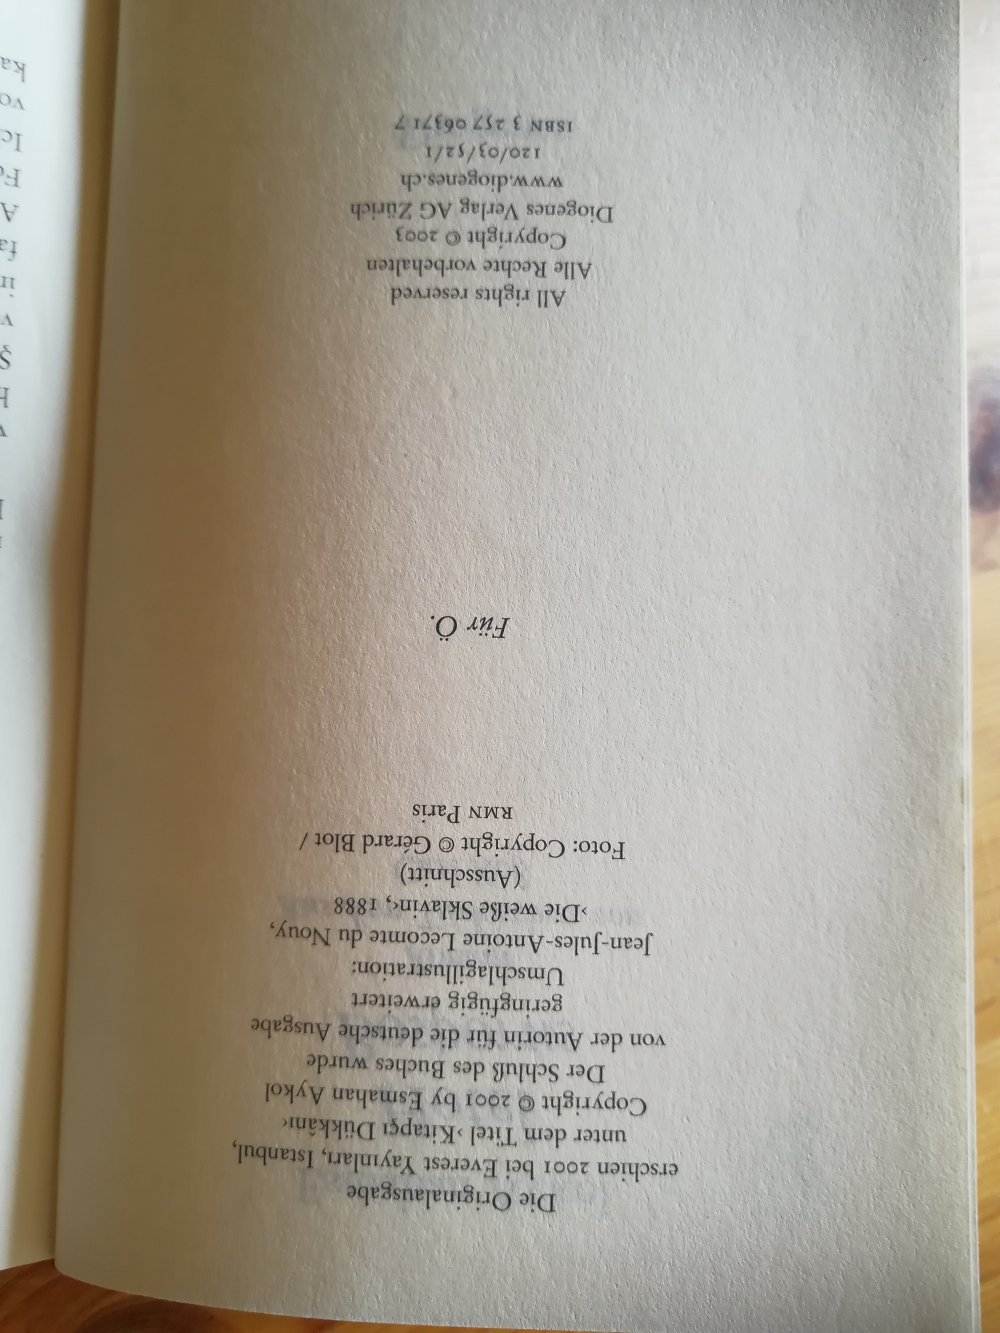 Die Originalausgabe
erschien 2001 bei Everest Yayınları, Istanbul,
unter dem Titel ›Kitapçı Dükkânı‹
Copyright © 2001 by Esmahan Aykol
Der Schluß des Buches wurde
von der Autorin für die deutsche Ausgabe
geringfügig erweitert
Umschlagillustration:
Jean-Jules-Antoine Lecomte du Nouy,
›Die weiße Sklavin‹, 1888
(Ausschnitt)
Foto: Copyright © Gérard Blot /
RMN Paris
Für Ö.
All rights reserved
Alle Rechte vorbehalten
Copyright © 2003
Diogenes Verlag AG Zürich
www.diogenes.ch
120/03/52/1
ISBN 3 257 06371 7